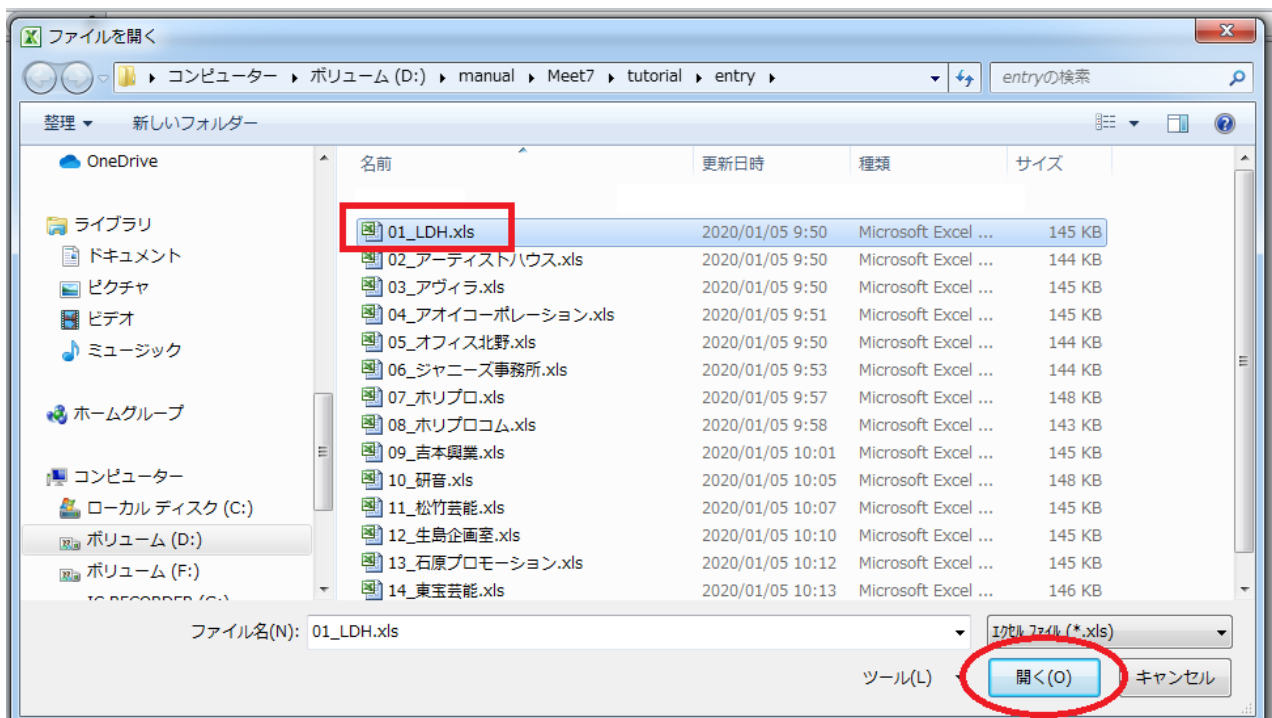 ファイルを開く
コンピューター ▸ ボリューム (D:) ▸ manual ▸ Meet7 ▸ tutorial ▸ entry ▸
entryの検索
整理 新しいフォルダー
OneDrive
ライブラリ
ドキュメント
ピクチャ
ビデオ
ミュージック
ホームグループ
コンピューター
ローカル ディスク (C:)
ボリューム (D:)
ボリューム (F:)
名前 更新日時 種類 サイズ
01_LDH.xls 2020/01/05 9:50 Microsoft Excel ... 145 KB
02_アーティストハウス.xls 2020/01/05 9:50 Microsoft Excel ... 144 KB
03_アヴィラ.xls 2020/01/05 9:50 Microsoft Excel ... 145 KB
04_アオイコーポレーション.xls 2020/01/05 9:51 Microsoft Excel ... 145 KB
05_オフィス北野.xls 2020/01/05 9:50 Microsoft Excel ... 144 KB
06_ジャニーズ事務所.xls 2020/01/05 9:53 Microsoft Excel ... 144 KB
07_ホリプロ.xls 2020/01/05 9:57 Microsoft Excel ... 148 KB
08_ホリプロコム.xls 2020/01/05 9:58 Microsoft Excel ... 143 KB
09_吉本興業.xls 2020/01/05 10:01 Microsoft Excel ... 145 KB
10_研音.xls 2020/01/05 10:05 Microsoft Excel ... 148 KB
11_松竹芸能.xls 2020/01/05 10:07 Microsoft Excel ... 145 KB
12_生島企画室.xls 2020/01/05 10:10 Microsoft Excel ... 145 KB
13_石原プロモーション.xls 2020/01/05 10:12 Microsoft Excel ... 145 KB
14_東宝芸能.xls 2020/01/05 10:13 Microsoft Excel ... 146 KB
ファイル名(N): 01_LDH.xls ｴｸｾﾙ ﾌｧｲﾙ (*.xls)
ツール(L) 開く(O) キャンセル